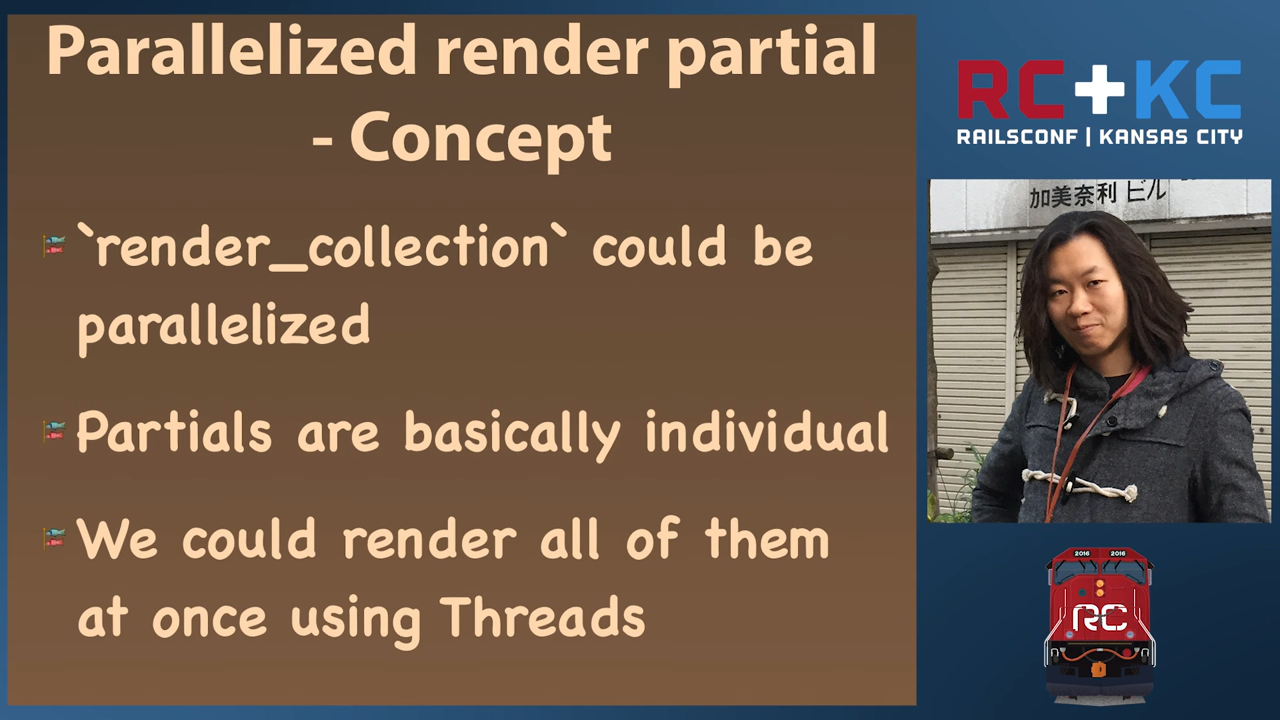 Parallelized render partial
- Concept
`render_collection` could be
parallelized
Partials are basically individual
We could render all of them
at once using Threads
RC+KC
RAILSCONF | KANSAS CITY
加美奈利 ビル
2016 2016
RC